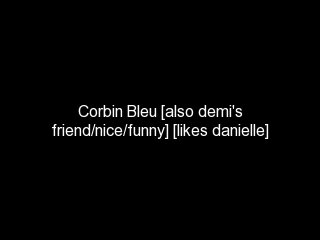 Corbin Bleu [also demi's
friend/nice/funny] [likes danielle]